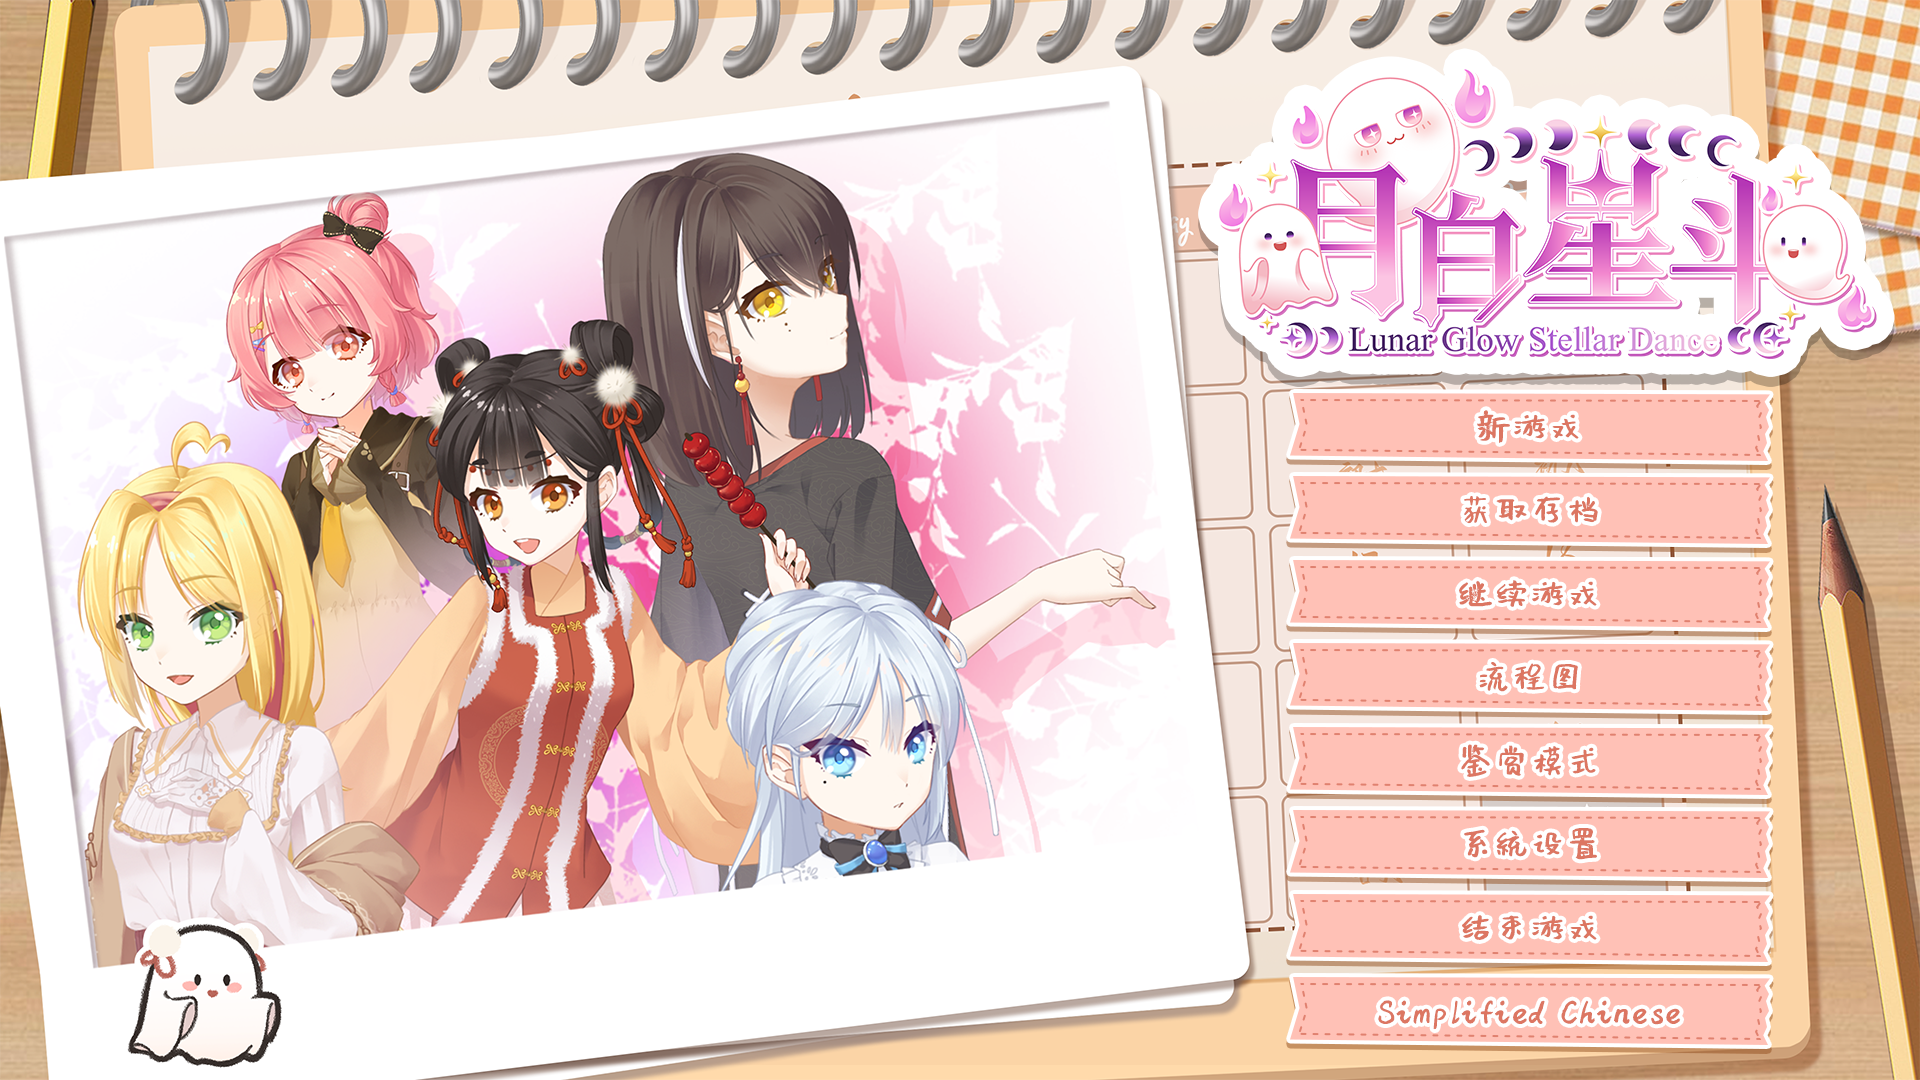 月白星斗
Lunar Glow Stellar Dance
新游戏
获取存档
继续游戏
流程图
鉴赏模式
系统设置
结束游戏
Simplified Chinese